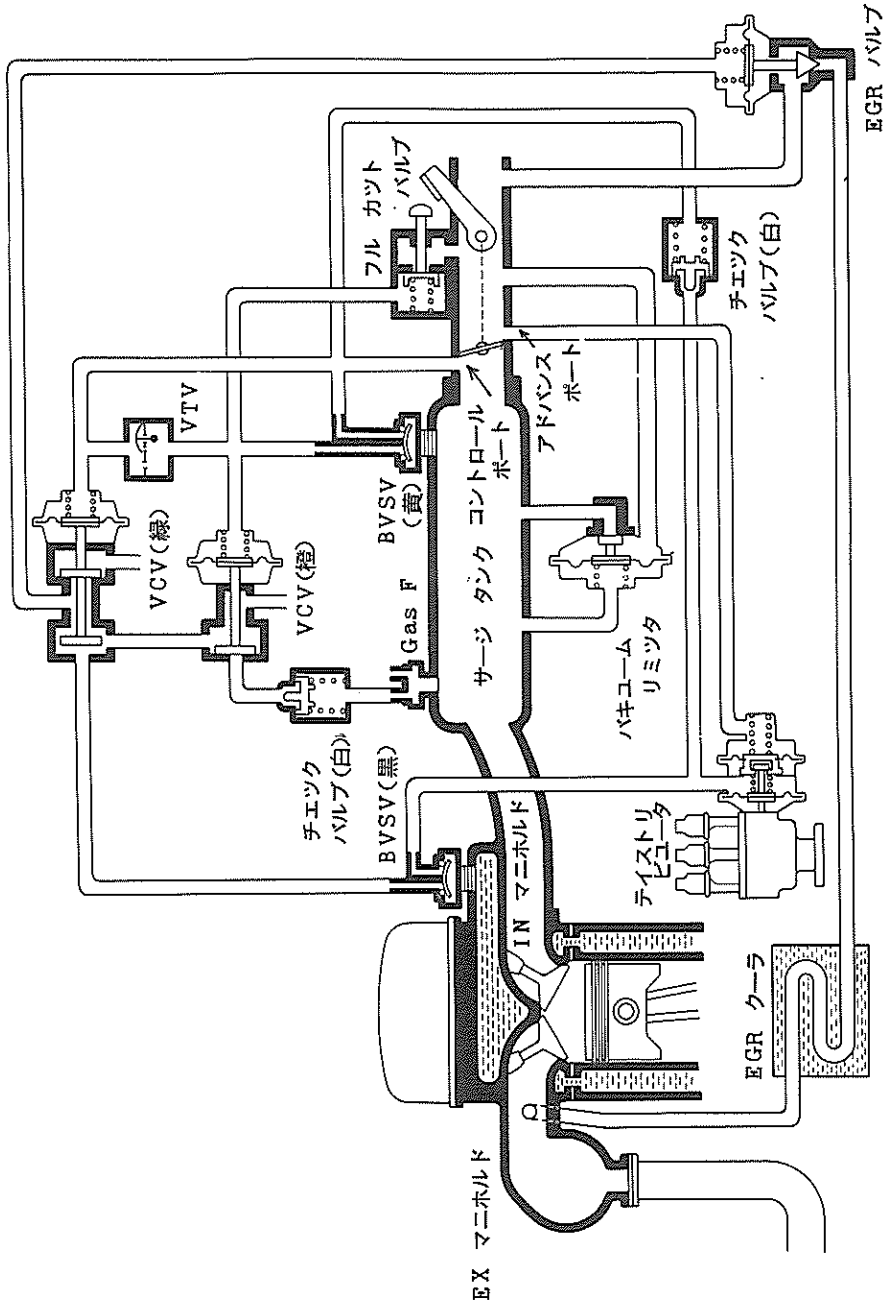 EGR バルブ
フル カット
バルブ
チェック
バルブ(白)
VTV
アドバンス
ポート
コントロール
ポート
BVSV
(黄)
VCV(緑)
VCV(橙)
サージ タンク
Gas F
バキューム
リミツタ
チェック
バルブ(白)
BVSV(黒)
IN マニホルド
デイストリ
ビュータ
EGR クーラ
EX マニホルド